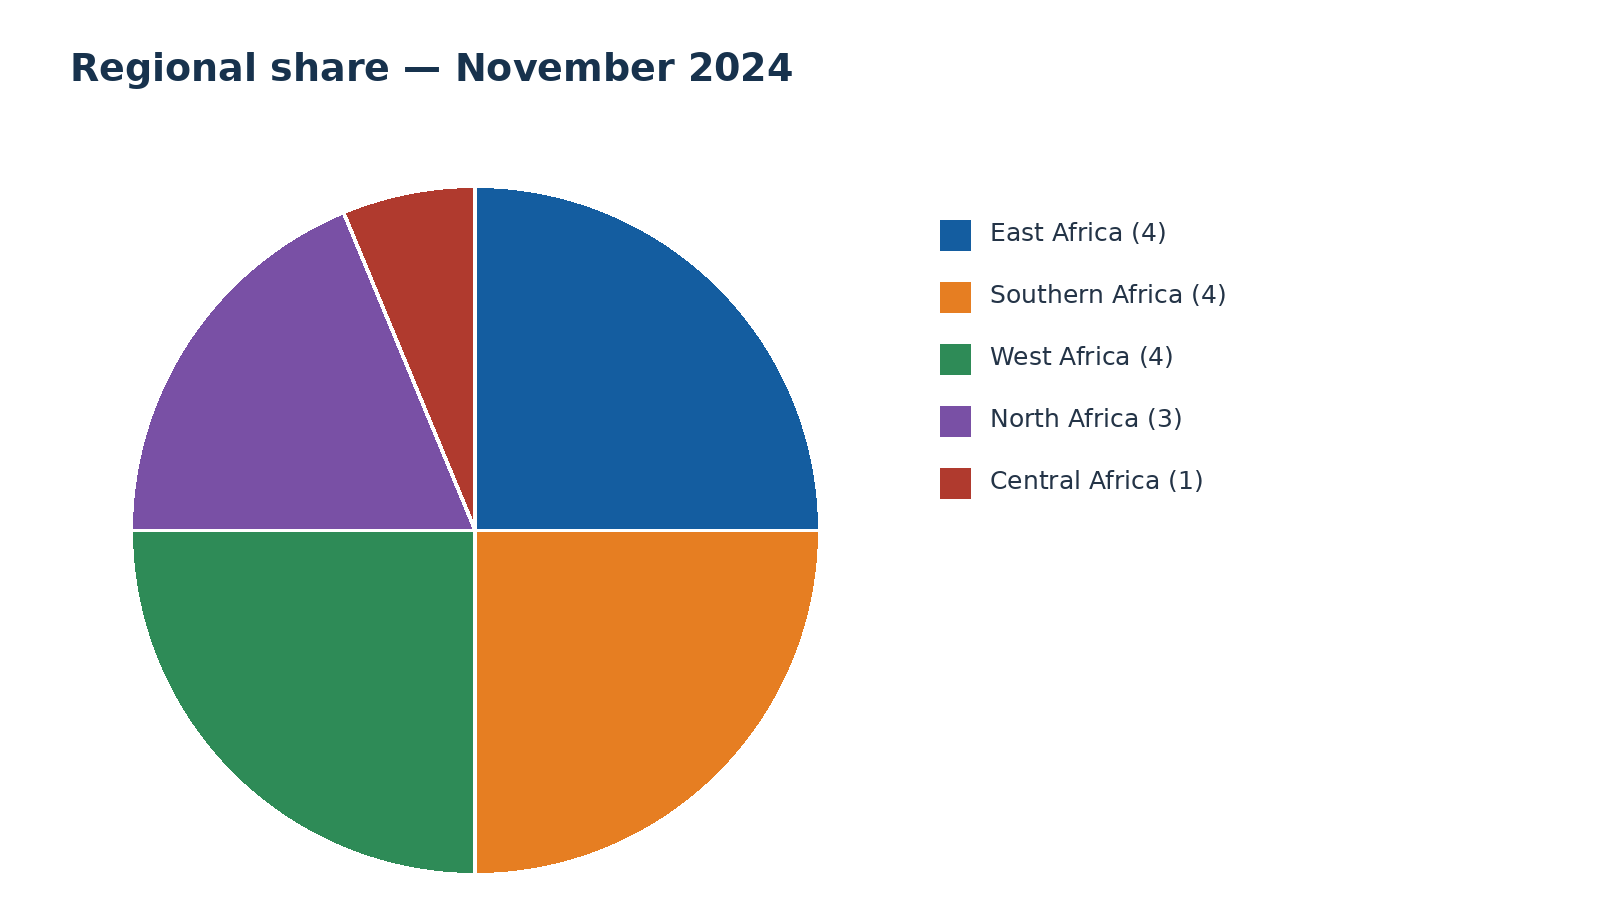 Regional share — November 2024
East Africa (4)
Southern Africa (4)
West Africa (4)
North Africa (3)
Central Africa (1)